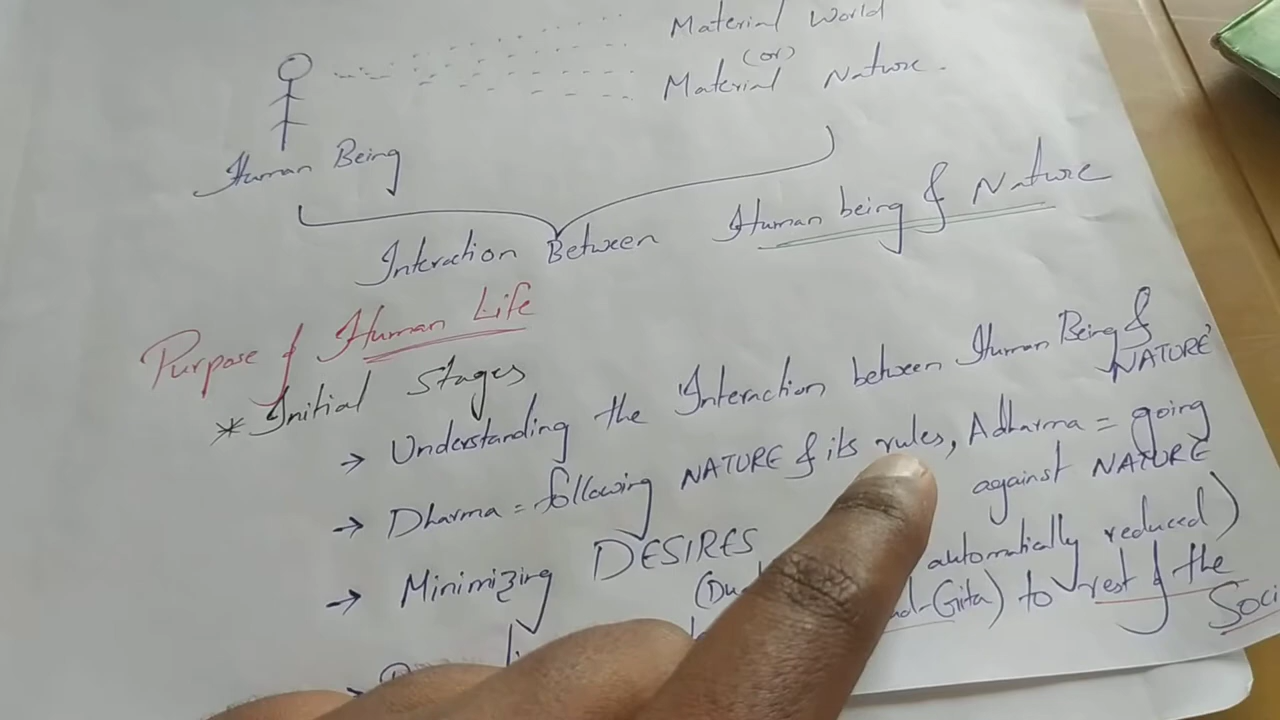 Material World
(or)
Material Nature.
Human Being
Interaction Between Human being & Nature
Purpose of Human Life
* Initial stages
→ Understanding the 'Interaction between Human Being & NATURE'
→ Dharma = following NATURE & its rules, Adharma = going against NATURE
→ Minimizing DESIRES automatically reduced)
to rest of the